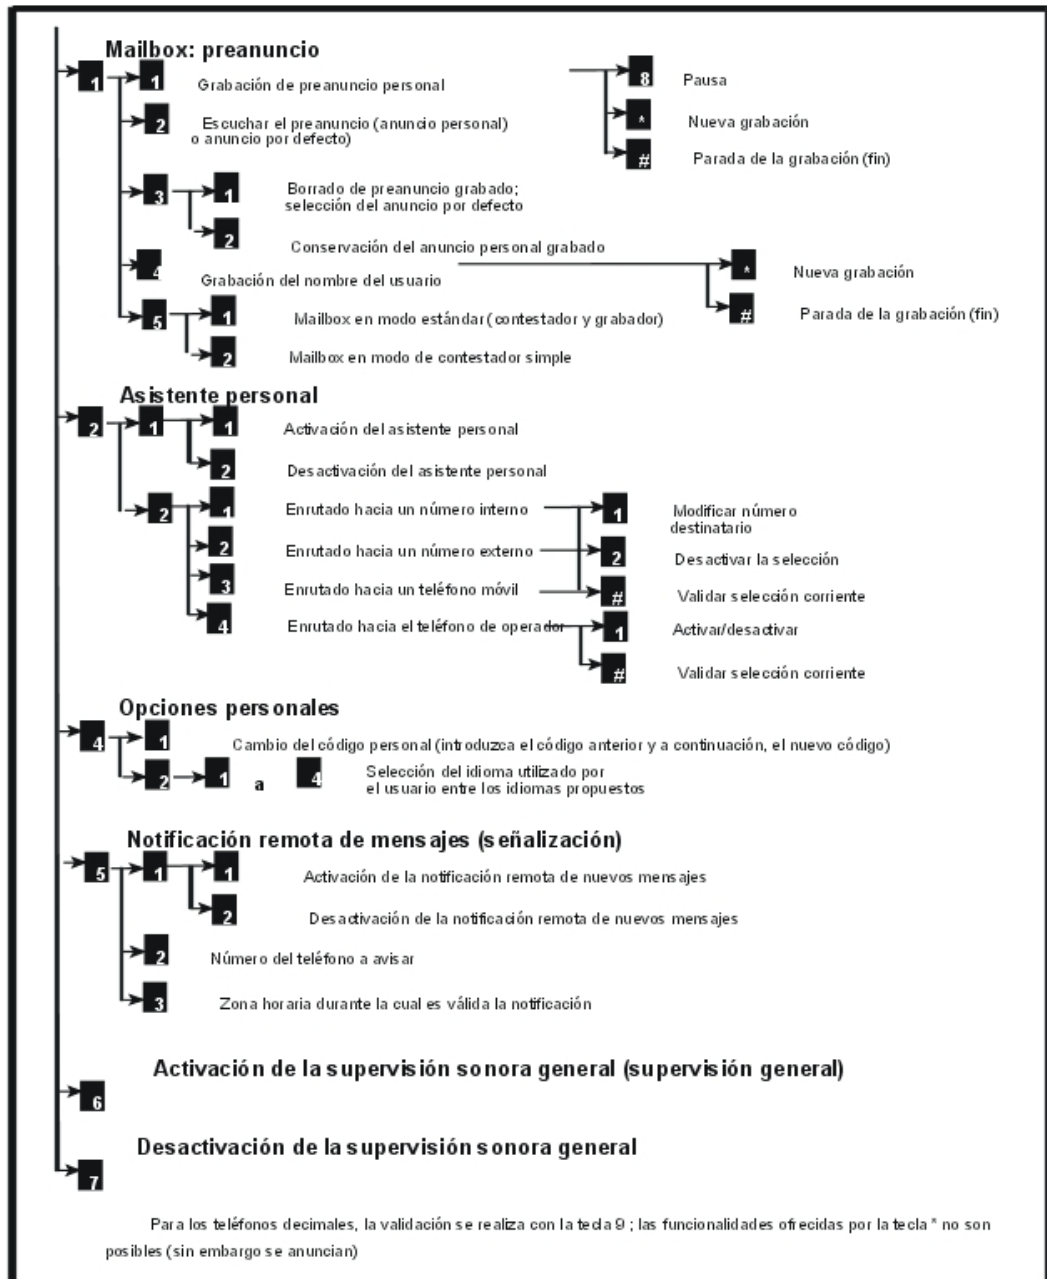 Mailbox: preanuncio
1
1
Grabación de preanuncio personal
8
Pausa
2
Escuchar el preanuncio (anuncio personal)
o anuncio por defecto)
*
Nueva grabación
#
Parada de la grabación (fin)
3
1
Borrado de preanuncio grabado;
selección del anuncio por defecto
2
Conservación del anuncio personal grabado
4
Grabación del nombre del usuario
*
Nueva grabación
#
Parada de la grabación (fin)
5
1
Mailbox en modo estándar (contestador y grabador)
2
Mailbox en modo de contestador simple
Asistente personal
2
1
1
Activación del asistente personal
2
Desactivación del asistente personal
2
1
Enrutado hacia un número interno
1
Modificar número
destinatario
2
Enrutado hacia un número externo
2
Desactivar la selección
3
Enrutado hacia un teléfono móvil
#
Validar selección corriente
4
Enrutado hacia el teléfono de operador
1
Activar/desactivar
#
Validar selección corriente
Opciones personales
4
1
Cambio del código personal (introduzca el código anterior y a continuación, el nuevo código)
2
1 a 4
Selección del idioma utilizado por
el usuario entre los idiomas propuestos
Notificación remota de mensajes (señalización)
5
1
1
Activación de la notificación remota de nuevos mensajes
2
Desactivación de la notificación remota de nuevos mensajes
2
Número del teléfono a avisar
3
Zona horaria durante la cual es válida la notificación
Activación de la supervisión sonora general (supervisión general)
6
Desactivación de la supervisión sonora general
7
Para los teléfonos decimales, la validación se realiza con la tecla 9 ; las funcionalidades ofrecidas por la tecla * no son
posibles (sin embargo se anuncian)